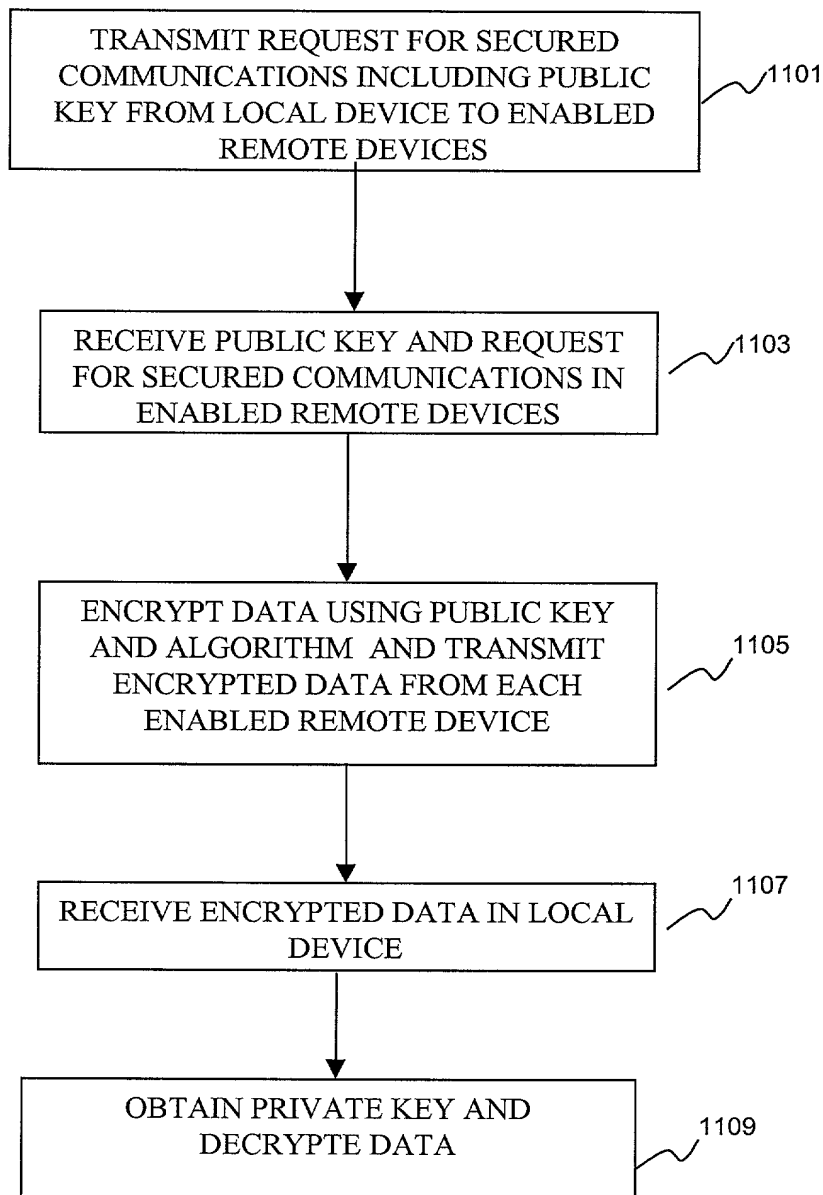 TRANSMIT REQUEST FOR SECURED
COMMUNICATIONS INCLUDING PUBLIC
KEY FROM LOCAL DEVICE TO ENABLED
REMOTE DEVICES
1101
RECEIVE PUBLIC KEY AND REQUEST
FOR SECURED COMMUNICATIONS IN
ENABLED REMOTE DEVICES
1103
ENCRYPT DATA USING PUBLIC KEY
AND ALGORITHM AND TRANSMIT
ENCRYPTED DATA FROM EACH
ENABLED REMOTE DEVICE
1105
RECEIVE ENCRYPTED DATA IN LOCAL
DEVICE
1107
OBTAIN PRIVATE KEY AND
DECRYPTE DATA
1109